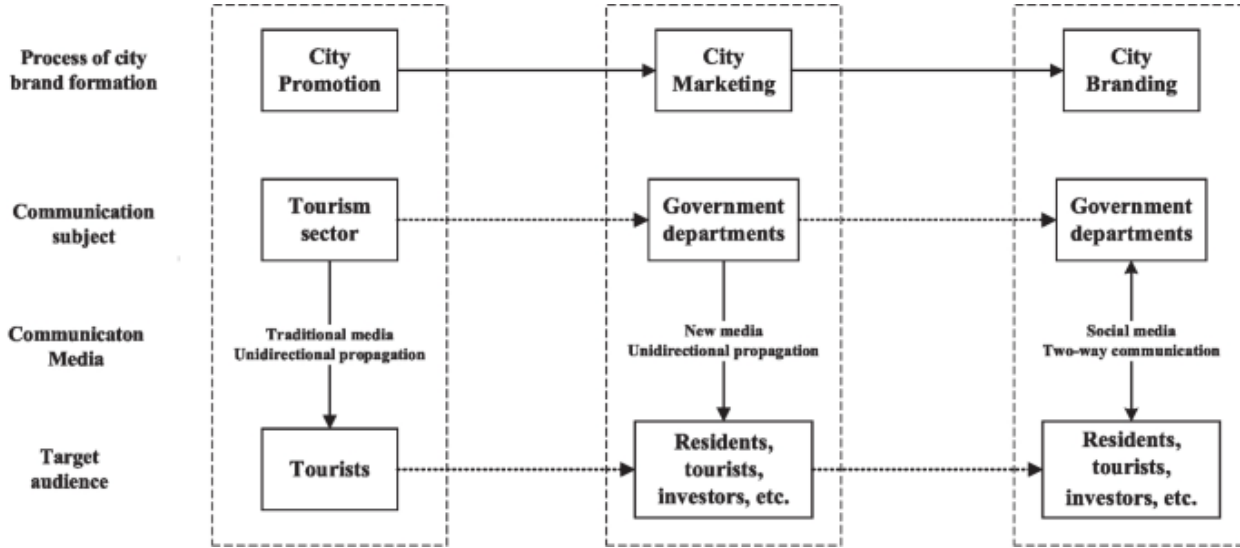 Process of city
brand formation
City
Promotion
City
Marketing
City
Branding
Communication
subject
Tourism
sector
Government
departments
Government
departments
Communicaton
Media
Traditional media
Unidirectional propagation
New media
Unidirectional propagation
Social media
Two-way communication
Target
audience
Tourists
Residents,
tourists,
investors, etc.
Residents,
tourists,
investors, etc.